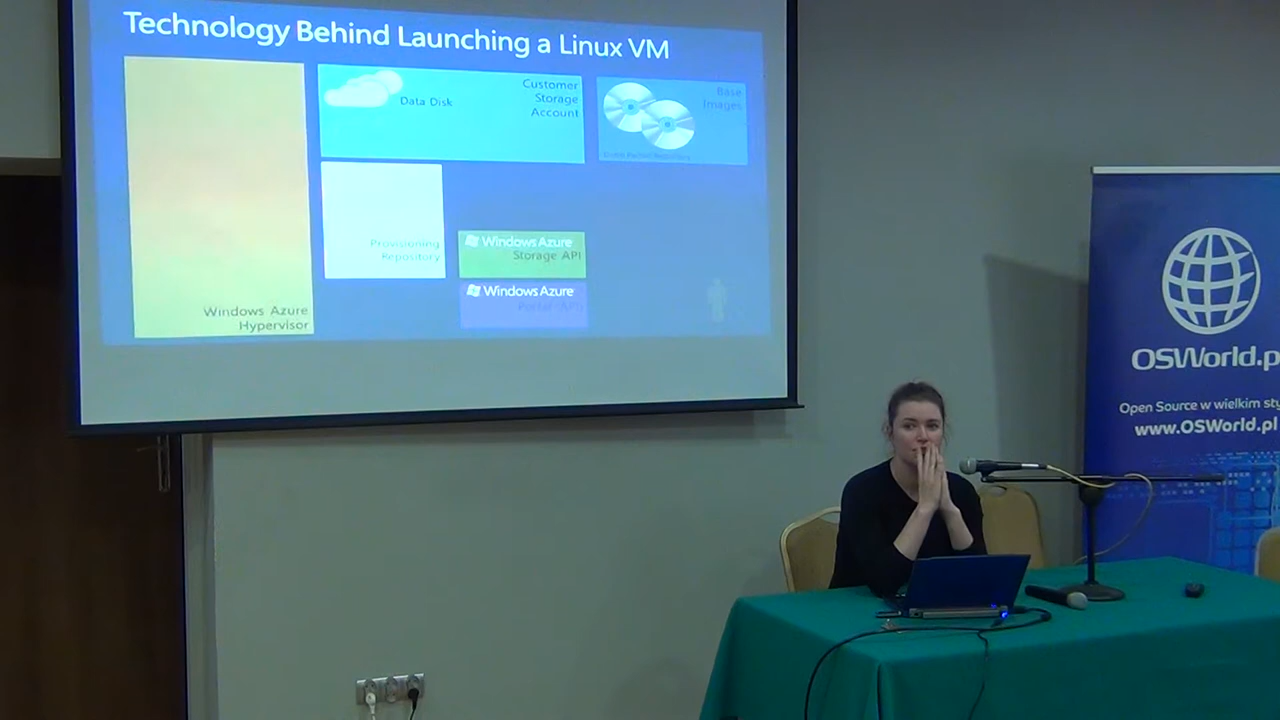 Technology Behind Launching a Linux VM
Data Disk
Customer
Storage
Account
Base
Images
Provisioning
Repository
Windows Azure
Storage API
Windows Azure
Portal
Windows Azure
Hypervisor
OSWorld.p
Open Source w wielkim sty
www.OSWorld.pl